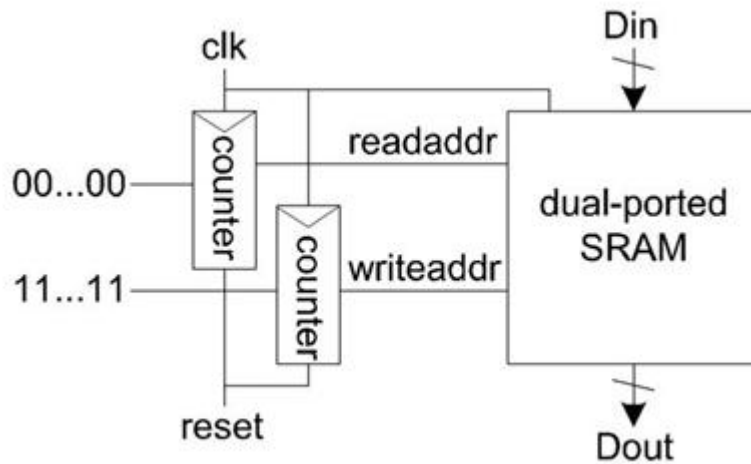 clk
Din
counter
readaddr
00...00
dual-ported
SRAM
counter
writeaddr
11...11
reset
Dout